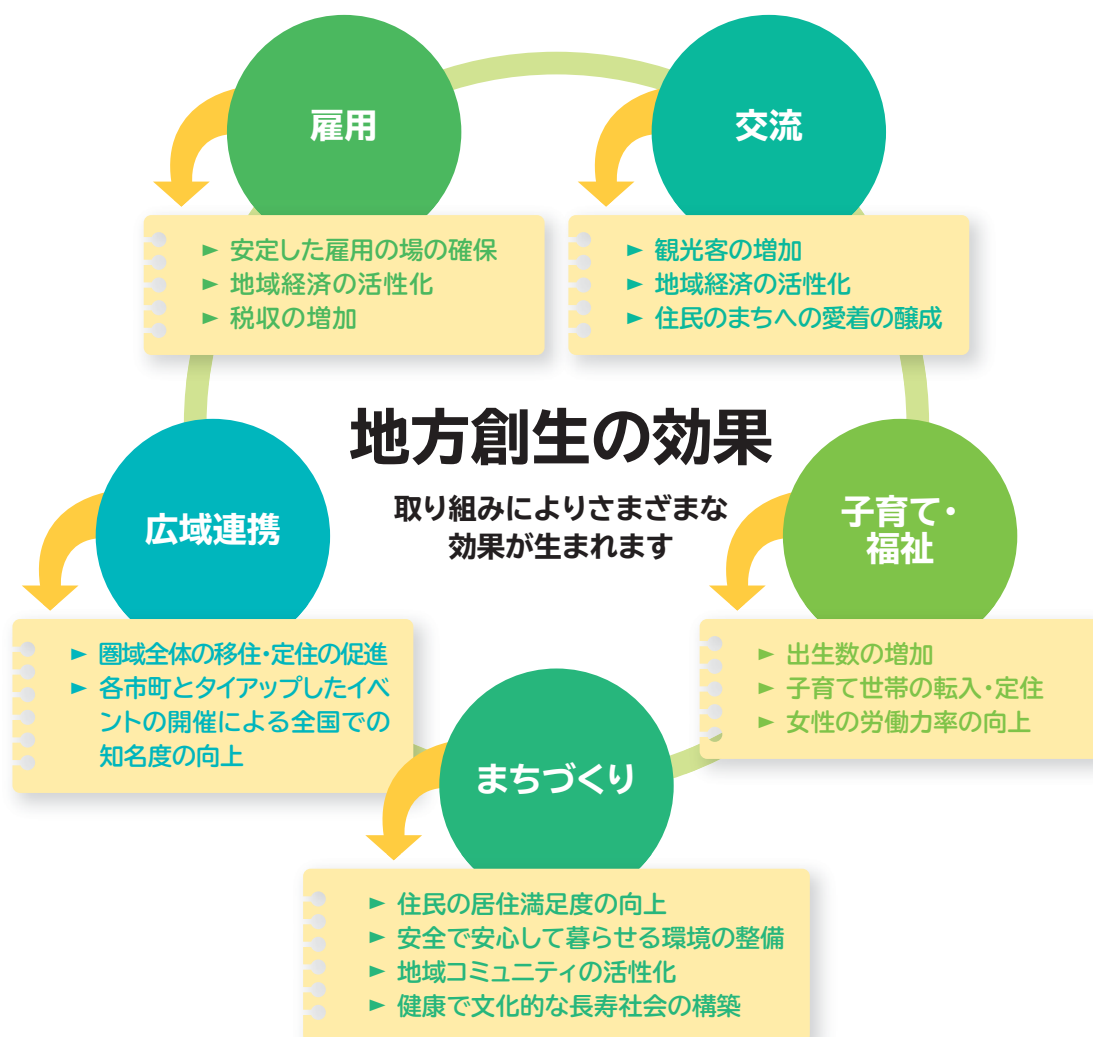 雇用
► 安定した雇用の場の確保
► 地域経済の活性化
► 税収の増加
交流
► 観光客の増加
► 地域経済の活性化
► 住民のまちへの愛着の醸成
地方創生の効果
取り組みによりさまざまな
効果が生まれます
広域連携
► 圏域全体の移住・定住の促進
► 各市町とタイアップしたイベ
ントの開催による全国での
知名度の向上
子育て・
福祉
► 出生数の増加
► 子育て世帯の転入・定住
► 女性の労働力率の向上
まちづくり
► 住民の居住満足度の向上
► 安全で安心して暮らせる環境の整備
► 地域コミュニティの活性化
► 健康で文化的な長寿社会の構築